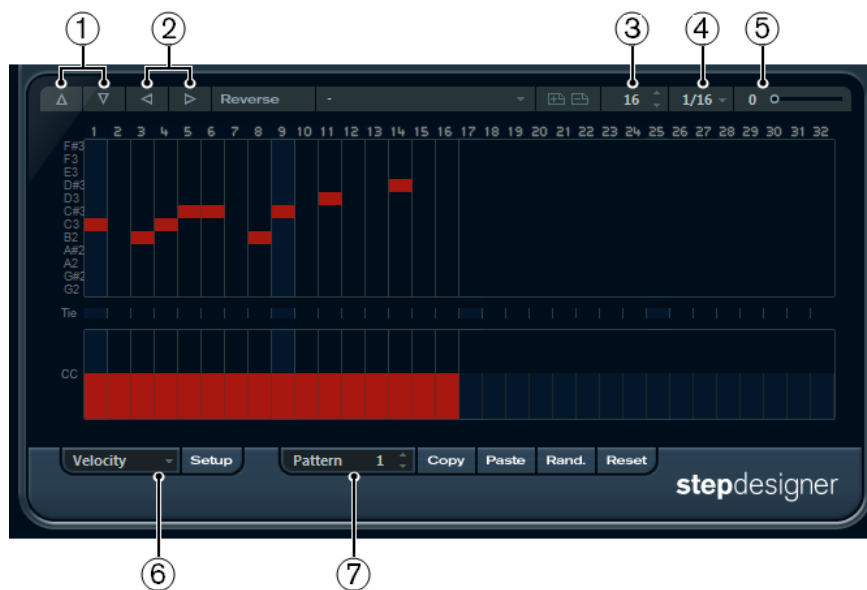 ① ② ③ ④ ⑤
Reverse - 16 1/16 0
1 2 3 4 5 6 7 8 9 10 11 12 13 14 15 16 17 18 19 20 21 22 23 24 25 26 27 28 29 30 31 32
F#3
F3
E3
D#3
D3
C#3
C3
B2
A#2
A2
G#2
G2
Tie
CC
Velocity Setup Pattern 1 Copy Paste Rand. Reset
stepdesigner
⑥ ⑦